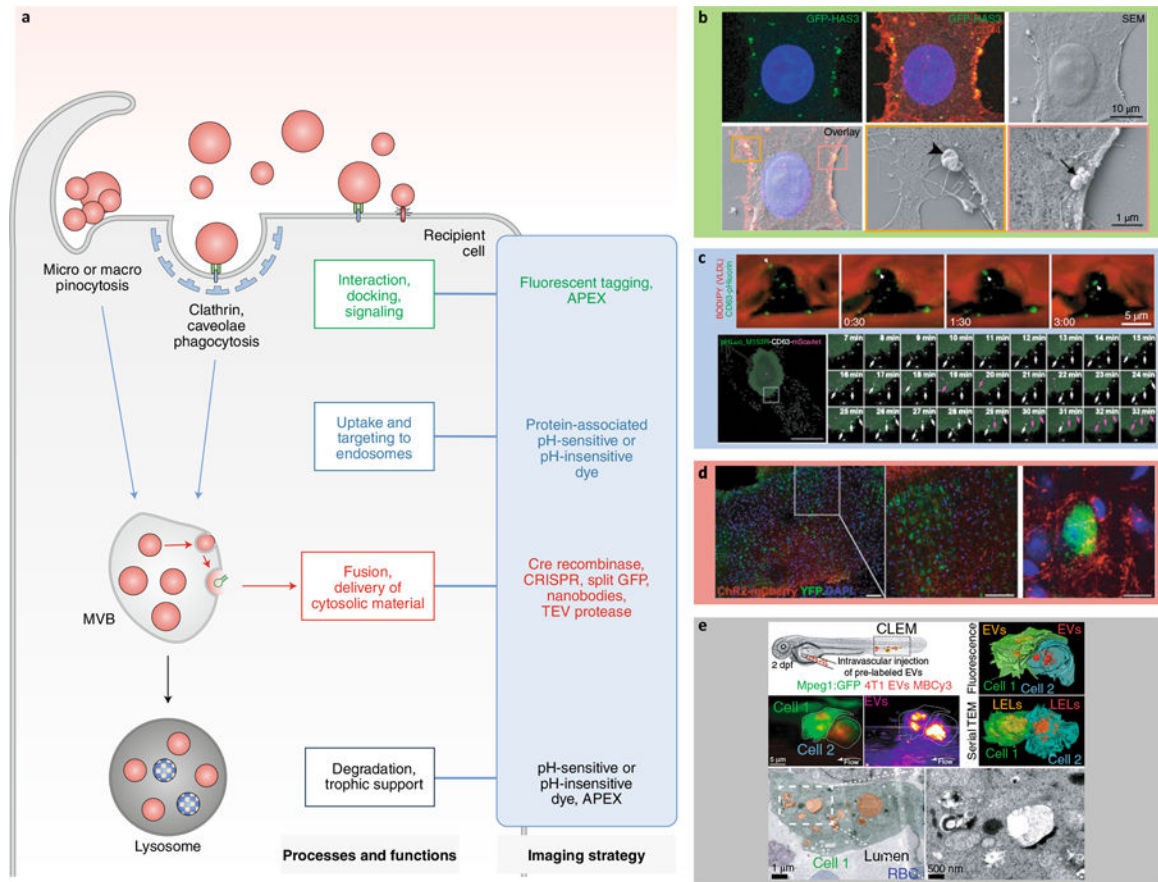 a
Recipient
cell
Micro or macro
pinocytosis
Clathrin,
caveolae
phagocytosis
Interaction,
docking,
signaling
Fluorescent tagging,
APEX
Uptake and
targeting to
endosomes
Protein-associated
pH-sensitive or
pH-insensitive
dye
MVB
Fusion,
delivery of
cytosolic material
Cre recombinase,
CRISPR, split GFP,
nanobodies,
TEV protease
Lysosome
Degradation,
trophic support
pH-sensitive or
pH-insensitive
dye, APEX
Processes and functions
Imaging strategy
b
GFP-HAS3
GFP-HAS3
SEM
10 μm
Overlay
1 μm
c
BODIPY (VLDL)
CD63-pHluorin
0:30
1:30
3:00
5 μm
pHLuo_M153R-CD63-mScarlet
7 min 8 min 9 min 10 min 11 min 12 min 13 min 14 min 15 min
16 min 17 min 18 min 19 min 20 min 21 min 22 min 23 min 24 min
25 min 26 min 27 min 28 min 29 min 30 min 31 min 32 min 33 min
d
ChR2-mCherry YFP DAPI
e
CLEM
2 dpf
Intravascular injection
of pre-labeled EVs
Mpeg1:GFP 4T1 EVs MBCy3
Cell 1
Cell 2
5 μm
Flow
EVs
Flow
Fluorescence
EVs
EVs
Cell 1
Cell 2
Serial TEM
LELs
LELs
Cell 1
Cell 2
Cell 1
Lumen
RBC
1 μm
500 nm